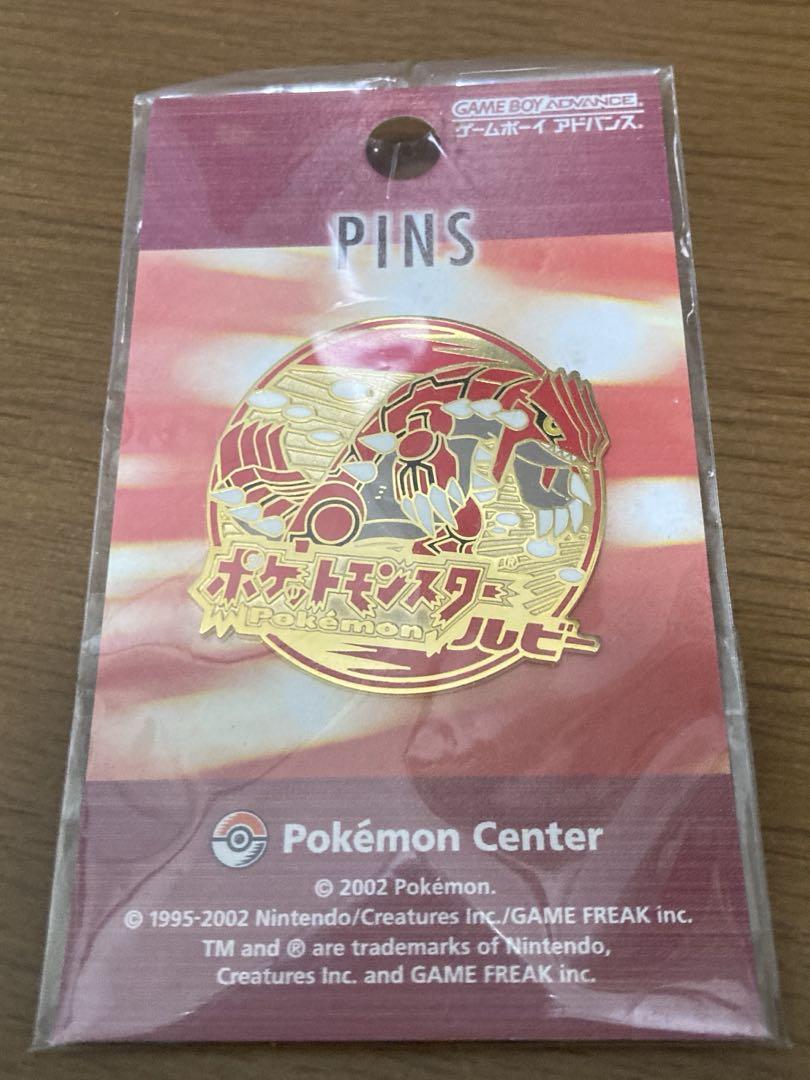 GAME BOY ADVANCE
ゲームボーイ アドバンス.
PINS
ポケットモンスター®
Pokémon
ルビー
Pokémon Center
© 2002 Pokémon.
© 1995-2002 Nintendo/Creatures Inc./GAME FREAK inc.
TM and ® are trademarks of Nintendo,
Creatures Inc. and GAME FREAK inc.